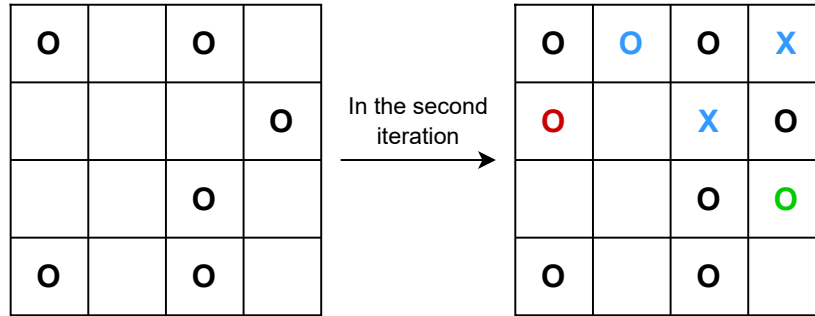 O O
O
O
O O
In the second
iteration
O O O X
O X O
O O
O O